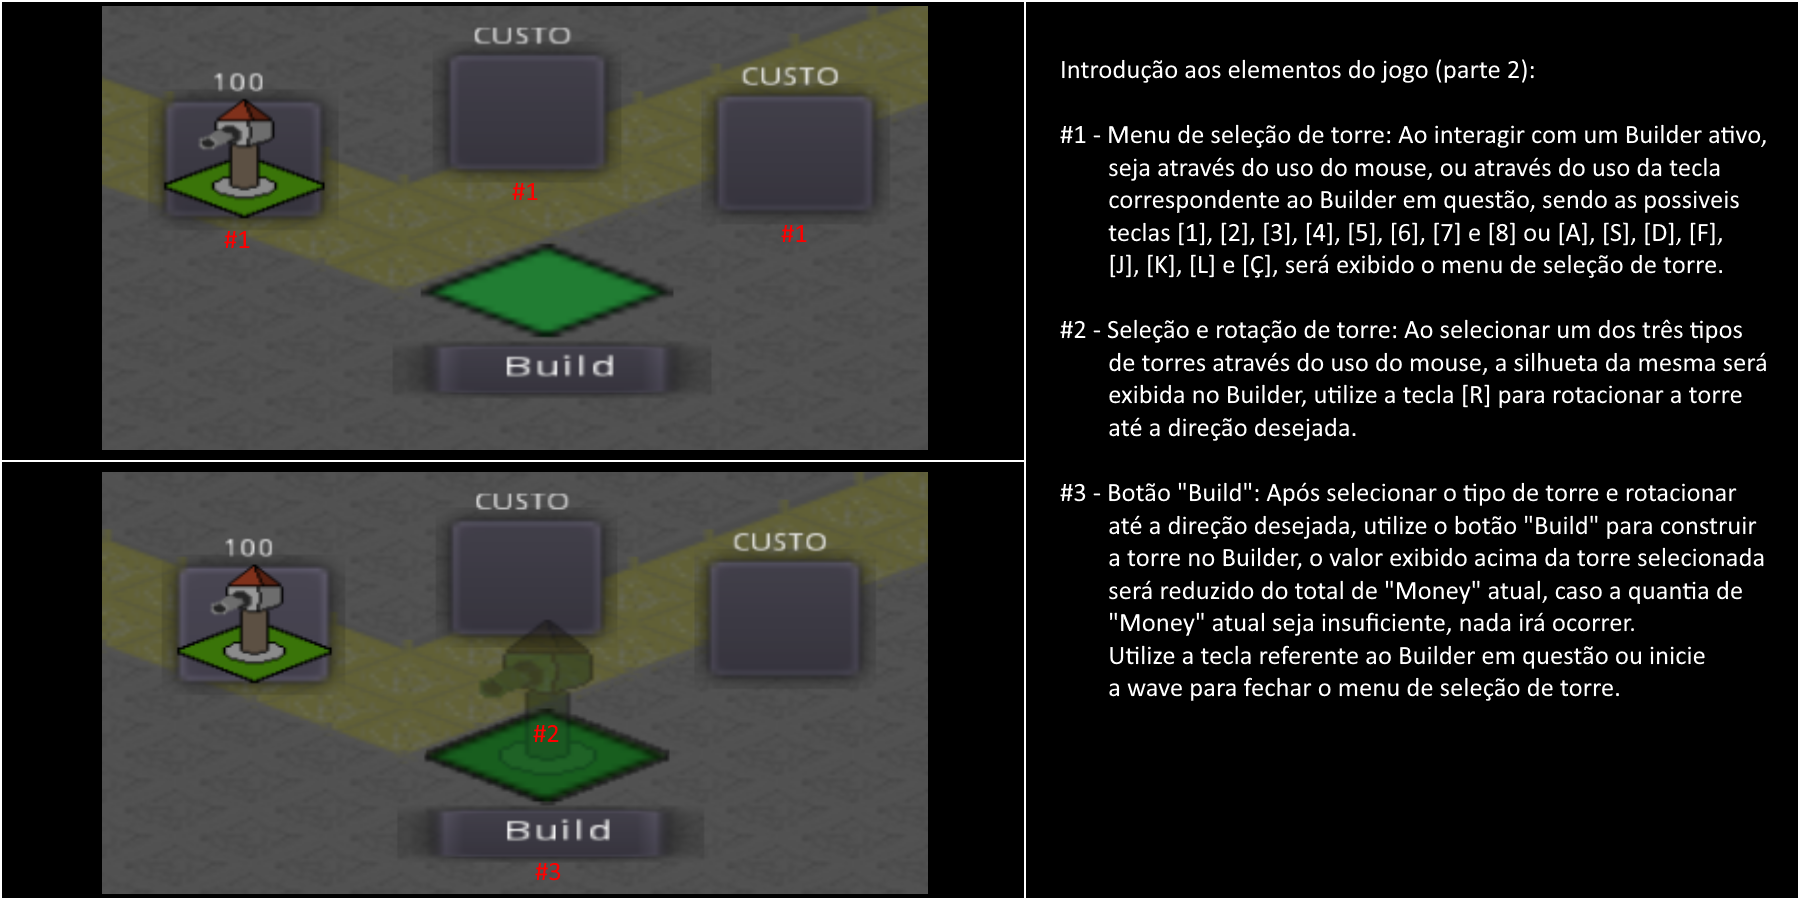 CUSTO
100
CUSTO
#1
#1
#1
Build
CUSTO
100
CUSTO
#2
Build
#3
Introdução aos elementos do jogo (parte 2):
#1 - Menu de seleção de torre: Ao interagir com um Builder ativo,
seja através do uso do mouse, ou através do uso da tecla
correspondente ao Builder em questão, sendo as possiveis
teclas [1], [2], [3], [4], [5], [6], [7] e [8] ou [A], [S], [D], [F],
[J], [K], [L] e [Ç], será exibido o menu de seleção de torre.
#2 - Seleção e rotação de torre: Ao selecionar um dos três tipos
de torres através do uso do mouse, a silhueta da mesma será
exibida no Builder, utilize a tecla [R] para rotacionar a torre
até a direção desejada.
#3 - Botão "Build": Após selecionar o tipo de torre e rotacionar
até a direção desejada, utilize o botão "Build" para construir
a torre no Builder, o valor exibido acima da torre selecionada
será reduzido do total de "Money" atual, caso a quantia de
"Money" atual seja insuficiente, nada irá ocorrer.
Utilize a tecla referente ao Builder em questão ou inicie
a wave para fechar o menu de seleção de torre.